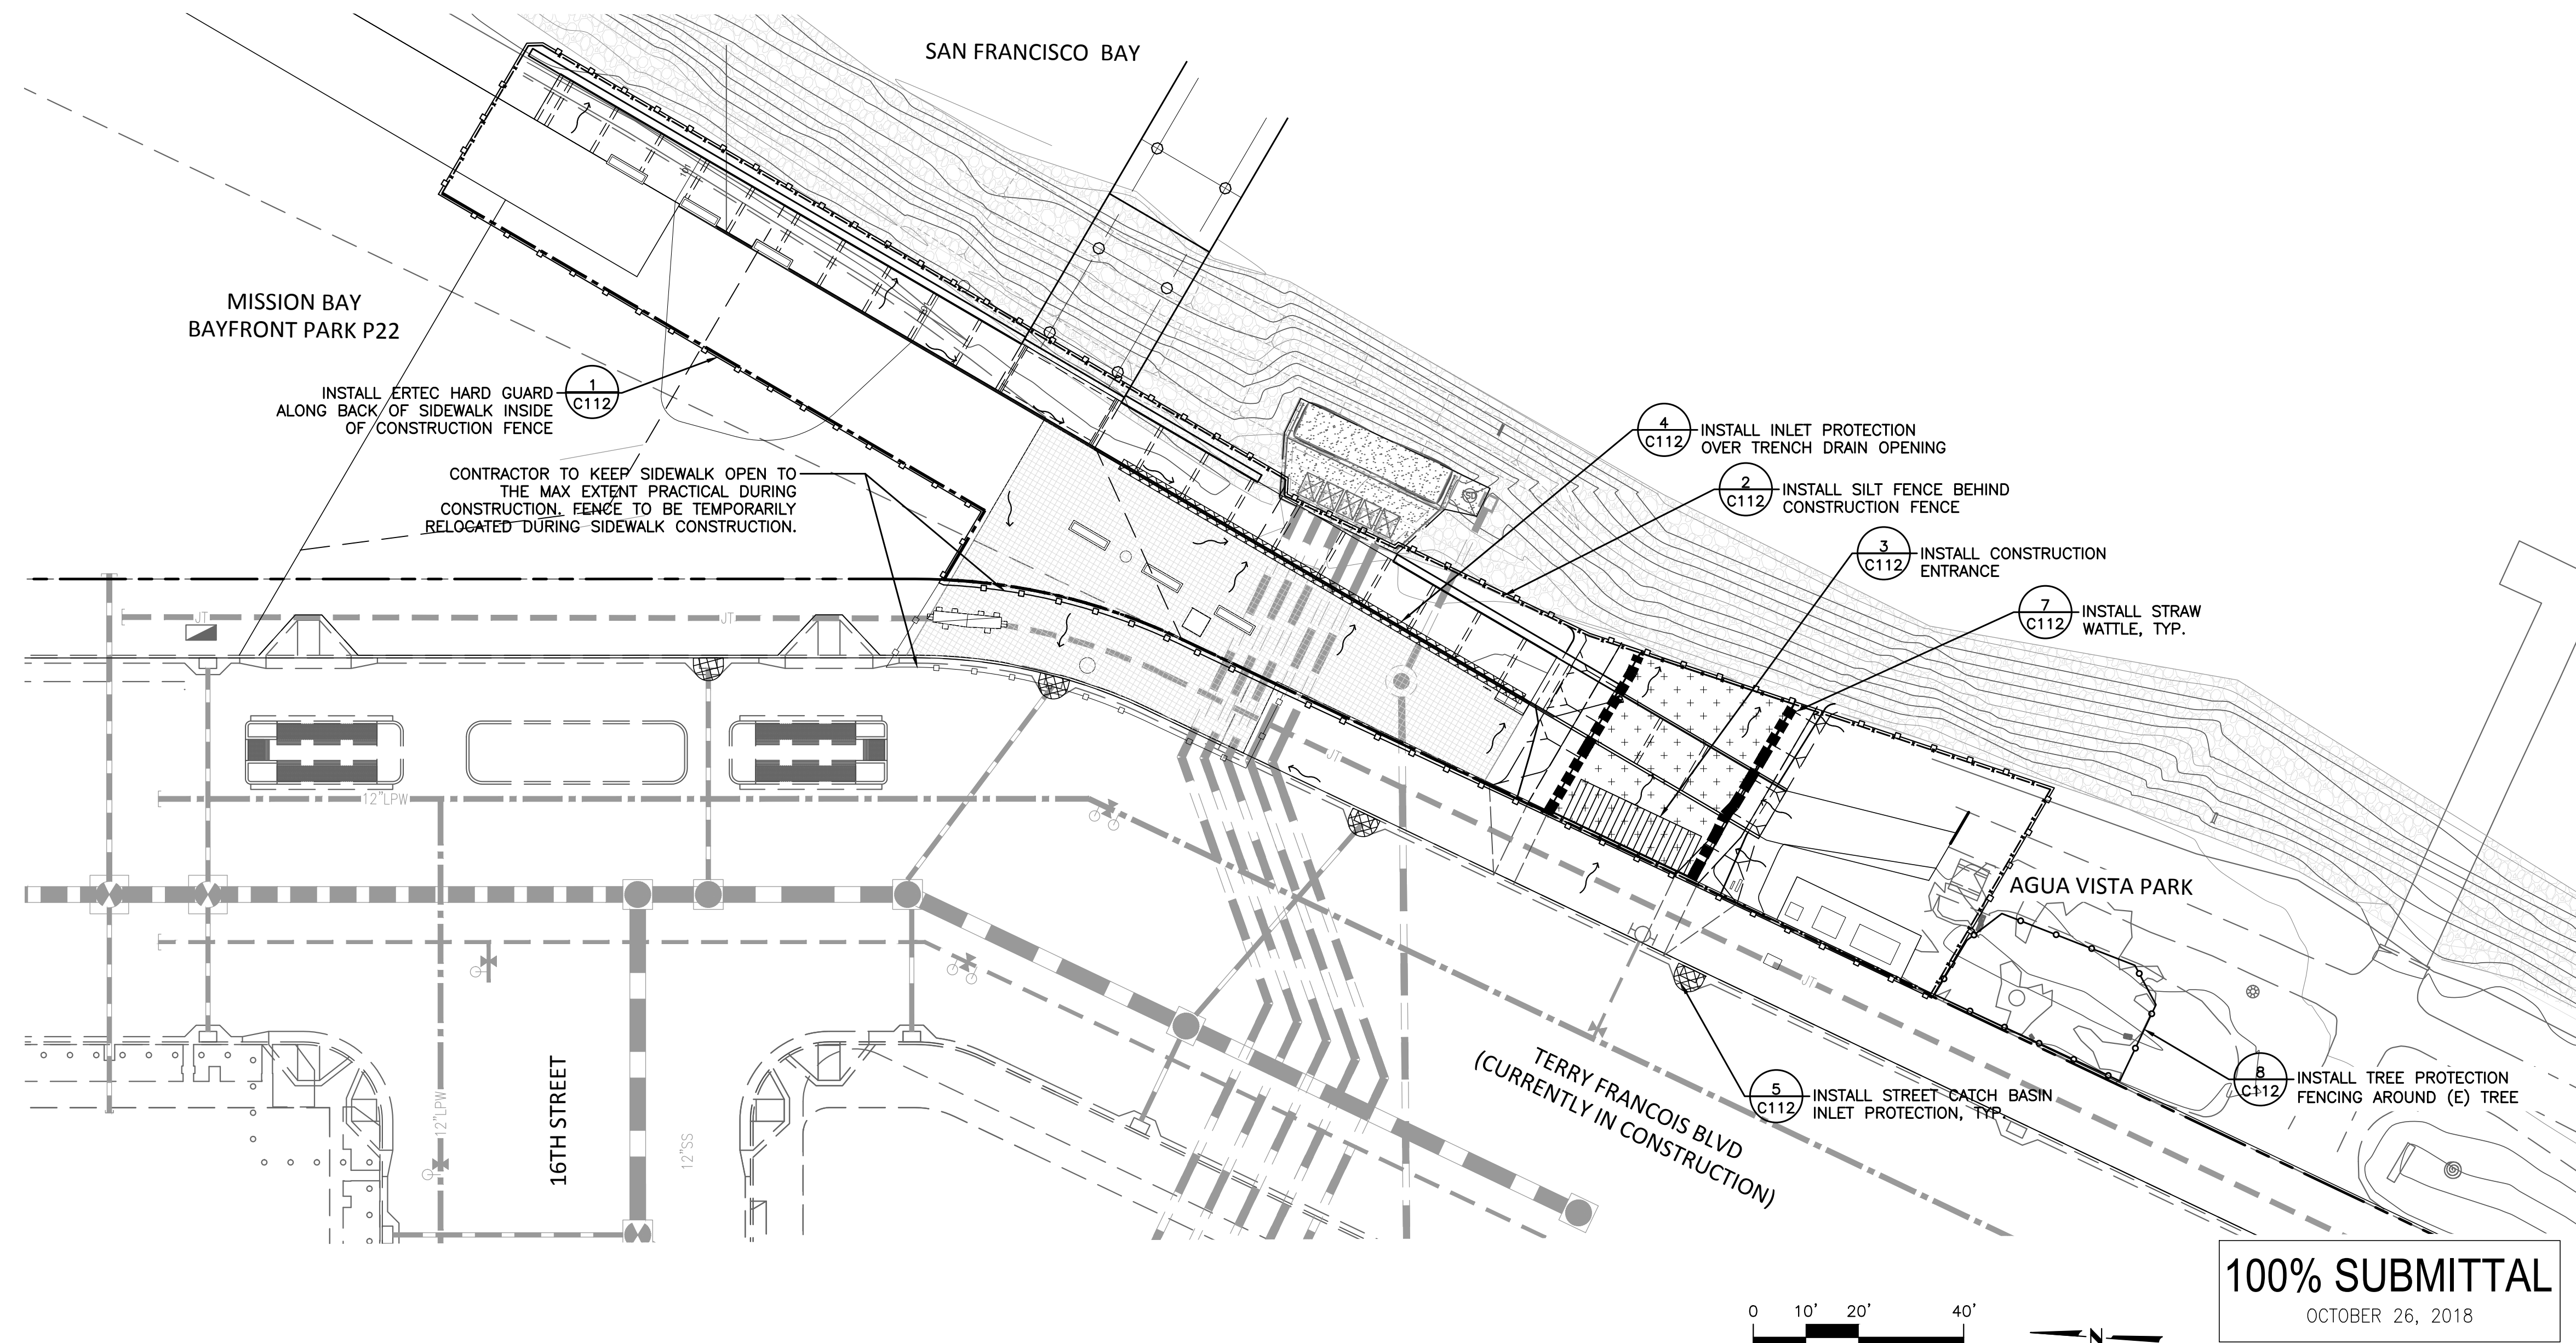 SAN FRANCISCO BAY
MISSION BAY
BAYFRONT PARK P22
1
C112
INSTALL ERTEC HARD GUARD
ALONG BACK OF SIDEWALK INSIDE
OF CONSTRUCTION FENCE
CONTRACTOR TO KEEP SIDEWALK OPEN TO
THE MAX EXTENT PRACTICAL DURING
CONSTRUCTION. FENCE TO BE TEMPORARILY
RELOCATED DURING SIDEWALK CONSTRUCTION.
4
C112
INSTALL INLET PROTECTION
OVER TRENCH DRAIN OPENING
2
C112
INSTALL SILT FENCE BEHIND
CONSTRUCTION FENCE
3
C112
INSTALL CONSTRUCTION
ENTRANCE
7
C112
INSTALL STRAW
WATTLE, TYP.
JT
JT
JT
JT
12"LPW
12"LPW
12"SS
16TH STREET
AGUA VISTA PARK
TERRY FRANCOIS BLVD
(CURRENTLY IN CONSTRUCTION)
5
C112
INSTALL STREET CATCH BASIN
INLET PROTECTION, TYP.
8
C112
INSTALL TREE PROTECTION
FENCING AROUND (E) TREE
0 10' 20' 40'
N
100% SUBMITTAL
OCTOBER 26, 2018